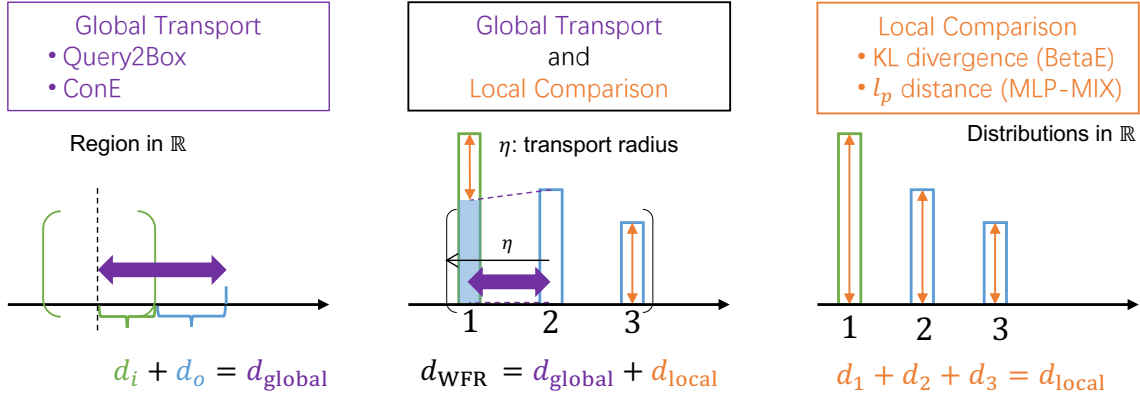 Global Transport
• Query2Box
• ConE
Region in ℝ
d_i + d_o = d_global
Global Transport
and
Local Comparison
η: transport radius
η
1 2 3
d_WFR = d_global + d_local
Local Comparison
• KL divergence (BetaE)
• l_p distance (MLP-MIX)
Distributions in ℝ
1 2 3
d_1 + d_2 + d_3 = d_local